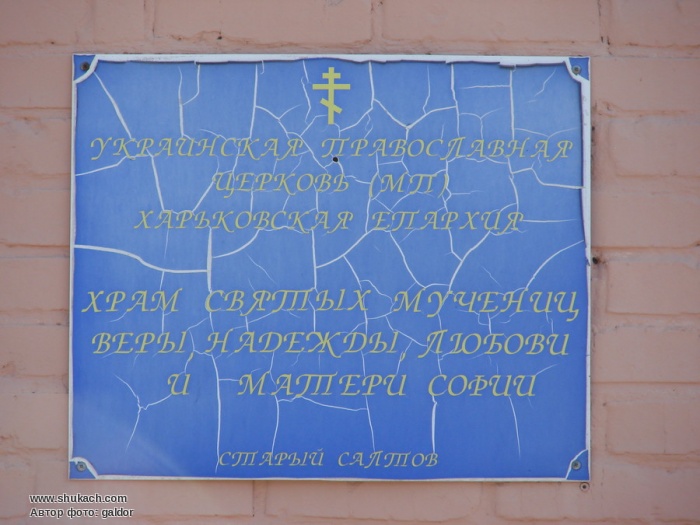 УКРАИНСКАЯ ПРАВОСЛАВНАЯ
ЦЕРКОВЬ (МП)
ХАРЬКОВСКАЯ ЕПАРХИЯ
ХРАМ СВЯТЫХ МУЧЕНИЦ
ВЕРЫ, НАДЕЖДЫ, ЛЮБОВИ
И МАТЕРИ СОФИИ
СТАРЫЙ САЛТОВ
www.shukach.com
Автор фото: galdor